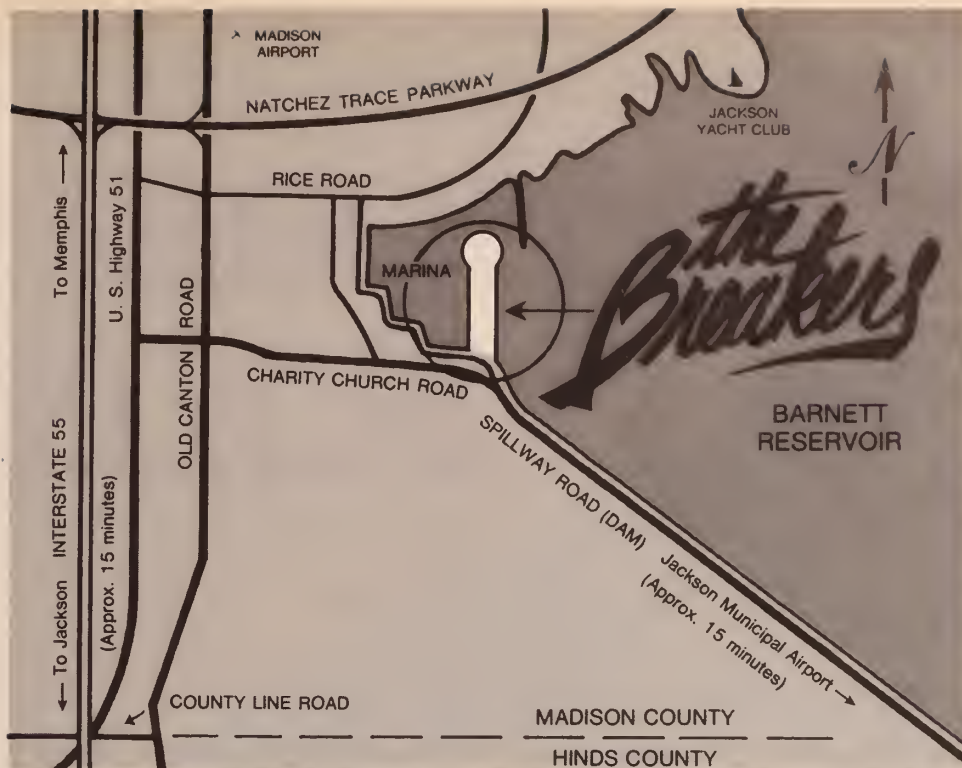 MADISON
AIRPORT
NATCHEZ TRACE PARKWAY
JACKSON
YACHT CLUB
N
RICE ROAD
To Memphis →
U. S. Highway 51
OLD CANTON ROAD
MARINA
the
Breakers
CHARITY CHURCH ROAD
BARNETT
RESERVOIR
SPILLWAY ROAD (DAM)
Jackson Municipal Airport →
(Approx. 15 minutes)
← To Jackson INTERSTATE 55
(Approx. 15 minutes)
COUNTY LINE ROAD
MADISON COUNTY
HINDS COUNTY